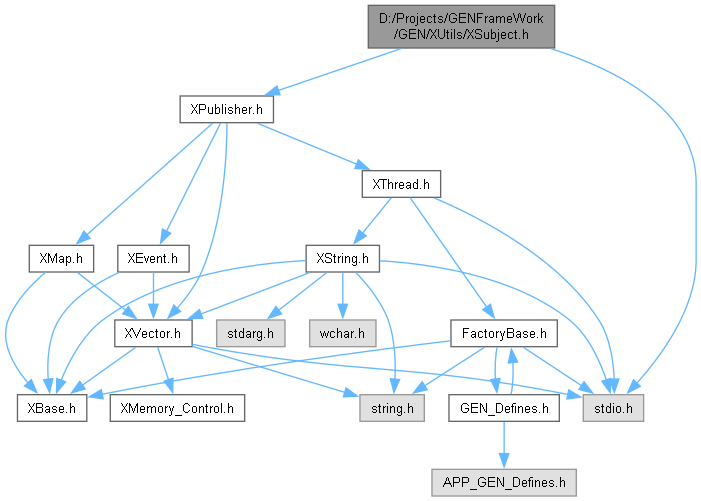 D:/Projects/GENFrameWork
/GEN/XUtils/XSubject.h
XPublisher.h
XThread.h
XMap.h
XEvent.h
XString.h
XVector.h
stdarg.h
wchar.h
FactoryBase.h
XBase.h
XMemory_Control.h
string.h
GEN_Defines.h
stdio.h
APP_GEN_Defines.h